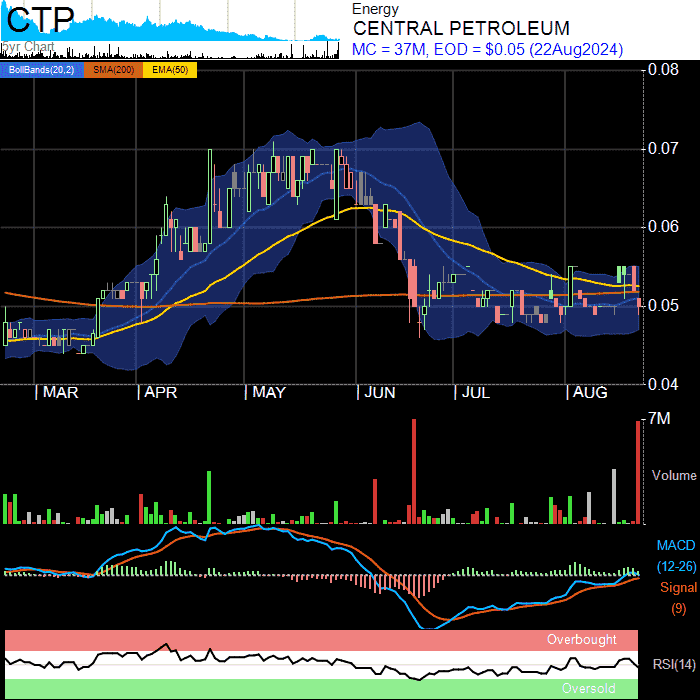 CTP
5yr Chart
Energy
CENTRAL PETROLEUM
MC = 37M, EOD = $0.05 (22Aug2024)
BollBands(20,2) SMA(200) EMA(50)
0.08
0.07
0.06
0.05
0.04
MAR APR MAY JUN JUL AUG
7M
Volume
MACD
(12-26)
Signal
(9)
Overbought
RSI(14)
Oversold